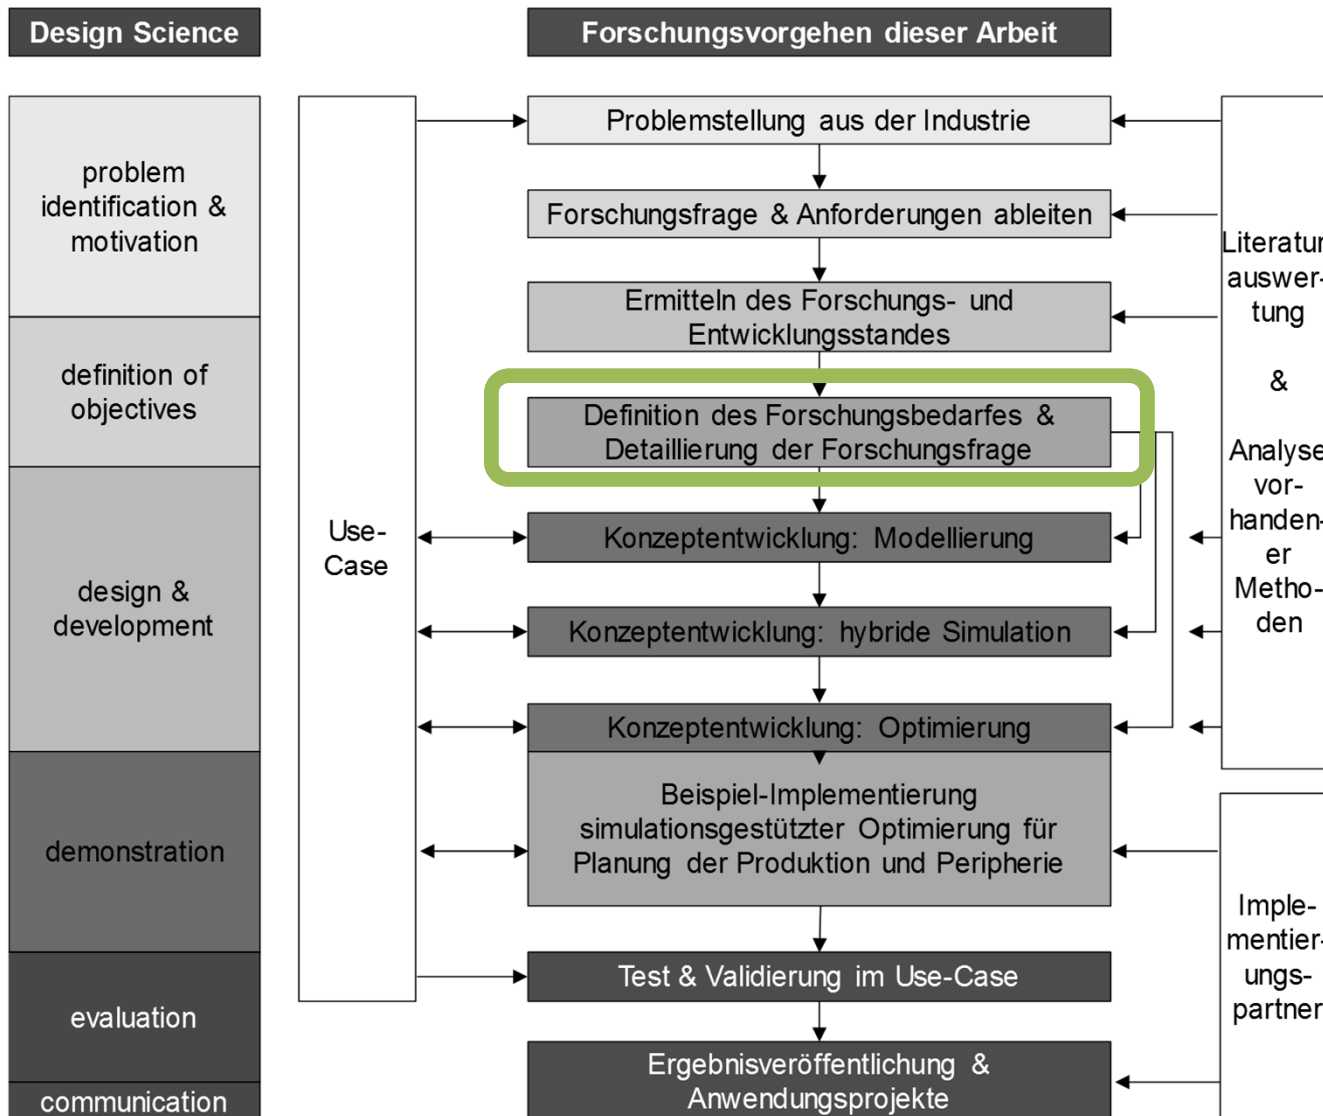 Design Science
Forschungsvorgehen dieser Arbeit
problem
identification &
motivation
definition of
objectives
design &
development
demonstration
evaluation
communication
Use-
Case
Problemstellung aus der Industrie
Forschungsfrage & Anforderungen ableiten
Ermitteln des Forschungs- und
Entwicklungsstandes
Definition des Forschungsbedarfes &
Detaillierung der Forschungsfrage
Konzeptentwicklung: Modellierung
Konzeptentwicklung: hybride Simulation
Konzeptentwicklung: Optimierung
Beispiel-Implementierung
simulationsgestützter Optimierung für
Planung der Produktion und Peripherie
Test & Validierung im Use-Case
Ergebnisveröffentlichung &
Anwendungsprojekte
Literatur
auswer-
tung
&
Analyse
vor-
handen-
er
Metho-
den
Imple-
mentier-
ungs-
partner